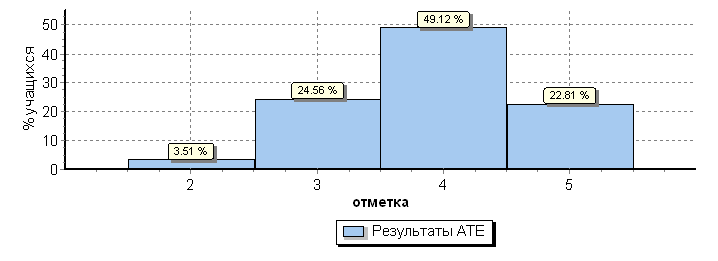 % учащихся
50
40
30
20
10
0
3.51 %
24.56 %
49.12 %
22.81 %
2 3 4 5
отметка
Результаты АТЕ